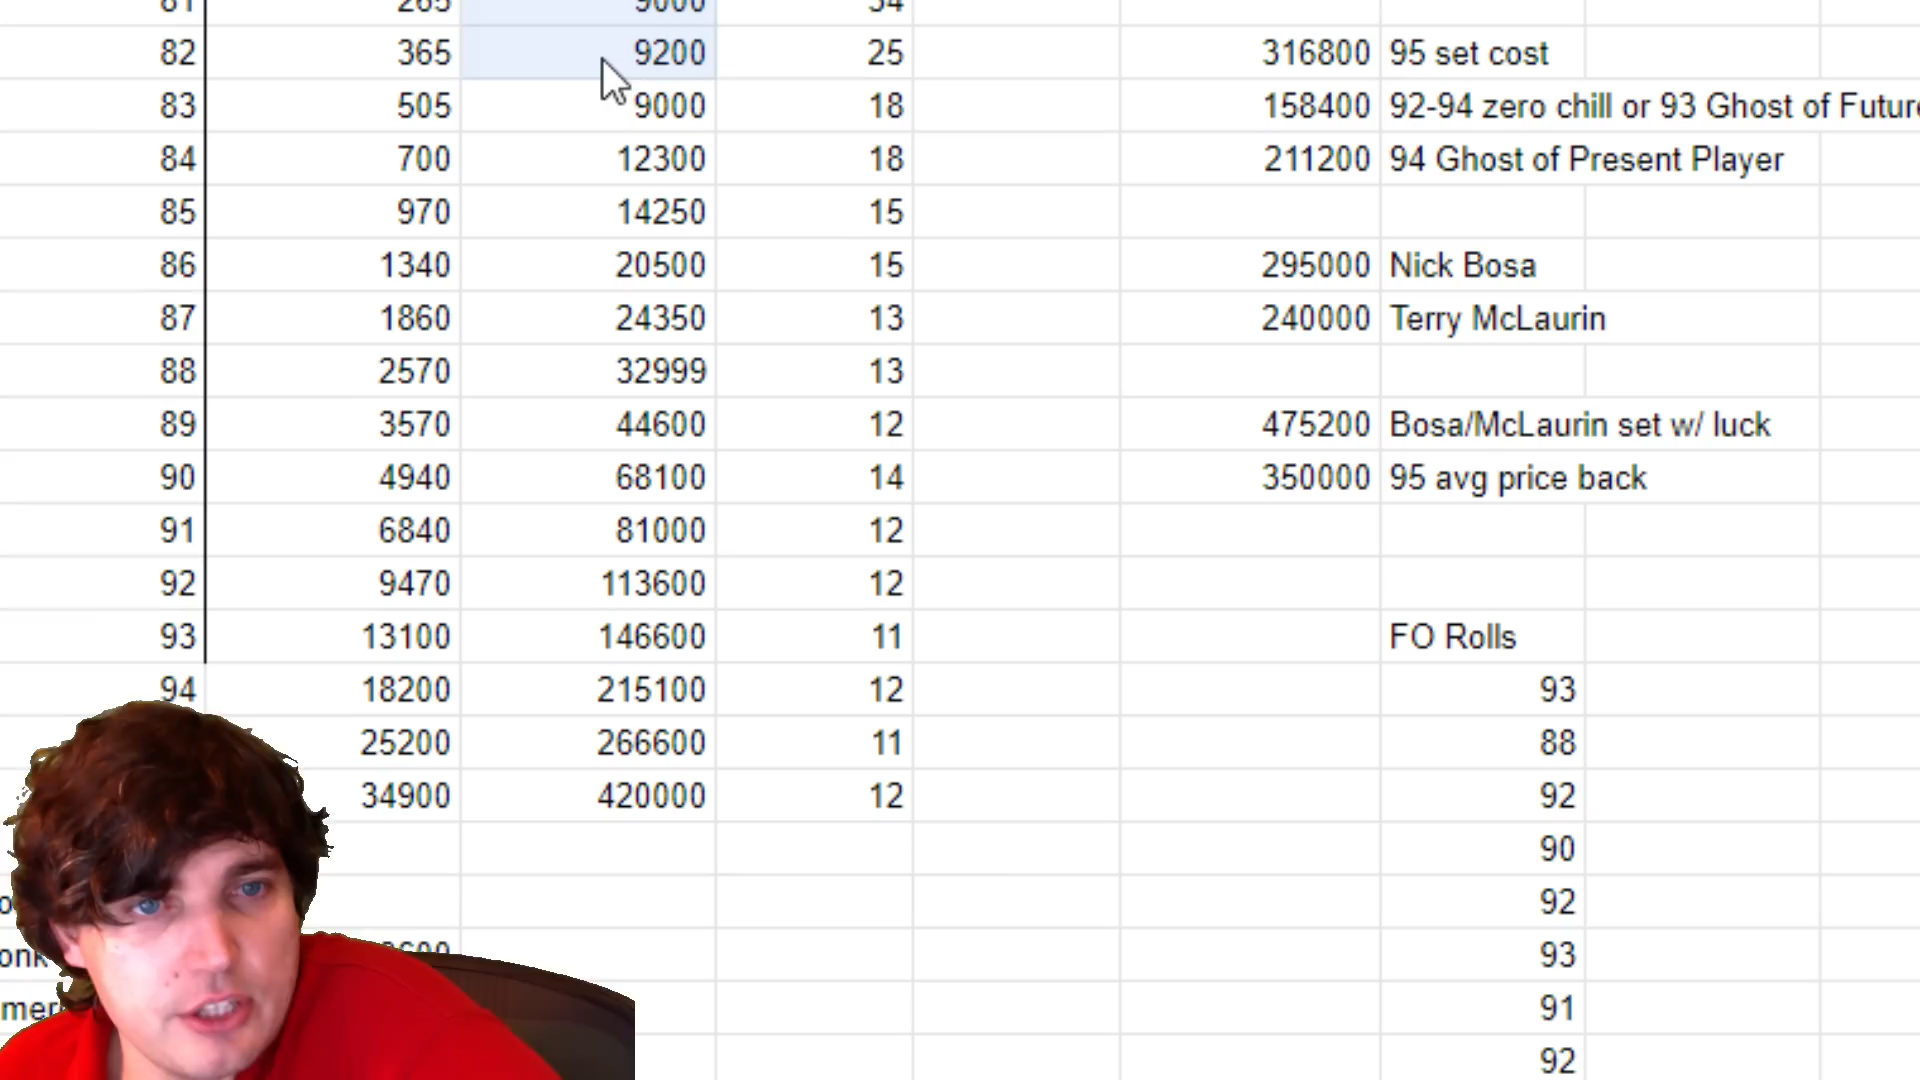 81 265 9000 34
82 365 9200 25 316800 95 set cost
83 505 9000 18 158400 92-94 zero chill or 93 Ghost of Future
84 700 12300 18 211200 94 Ghost of Present Player
85 970 14250 15
86 1340 20500 15 295000 Nick Bosa
87 1860 24350 13 240000 Terry McLaurin
88 2570 32999 13
89 3570 44600 12 475200 Bosa/McLaurin set w/ luck
90 4940 68100 14 350000 95 avg price back
91 6840 81000 12
92 9470 113600 12
93 13100 146600 11 FO Rolls
94 18200 215100 12 93
25200 266600 11 88
34900 420000 12 92
90
92
93
91
92